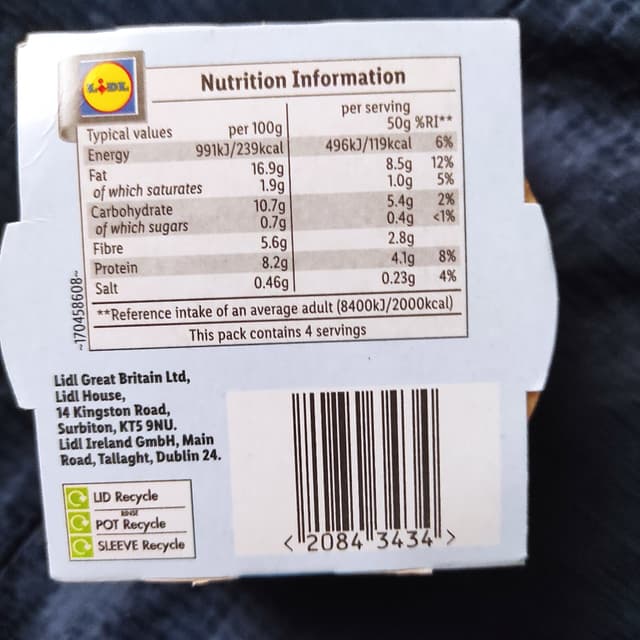 LIDL
Nutrition Information
per serving
Typical values per 100g 50g %RI**
Energy 991kJ/239kcal 496kJ/119kcal 6%
Fat 16.9g 8.5g 12%
of which saturates 1.9g 1.0g 5%
Carbohydrate 10.7g 5.4g 2%
of which sugars 0.7g 0.4g <1%
Fibre 5.6g 2.8g
Protein 8.2g 4.1g 8%
Salt 0.46g 0.23g 4%
**Reference intake of an average adult (8400kJ/2000kcal)
This pack contains 4 servings
~170458608~
Lidl Great Britain Ltd,
Lidl House,
14 Kingston Road,
Surbiton, KT5 9NU.
Lidl Ireland GmbH, Main
Road, Tallaght, Dublin 24.
LID Recycle
RINSE
POT Recycle
SLEEVE Recycle
< 2084 3434 >